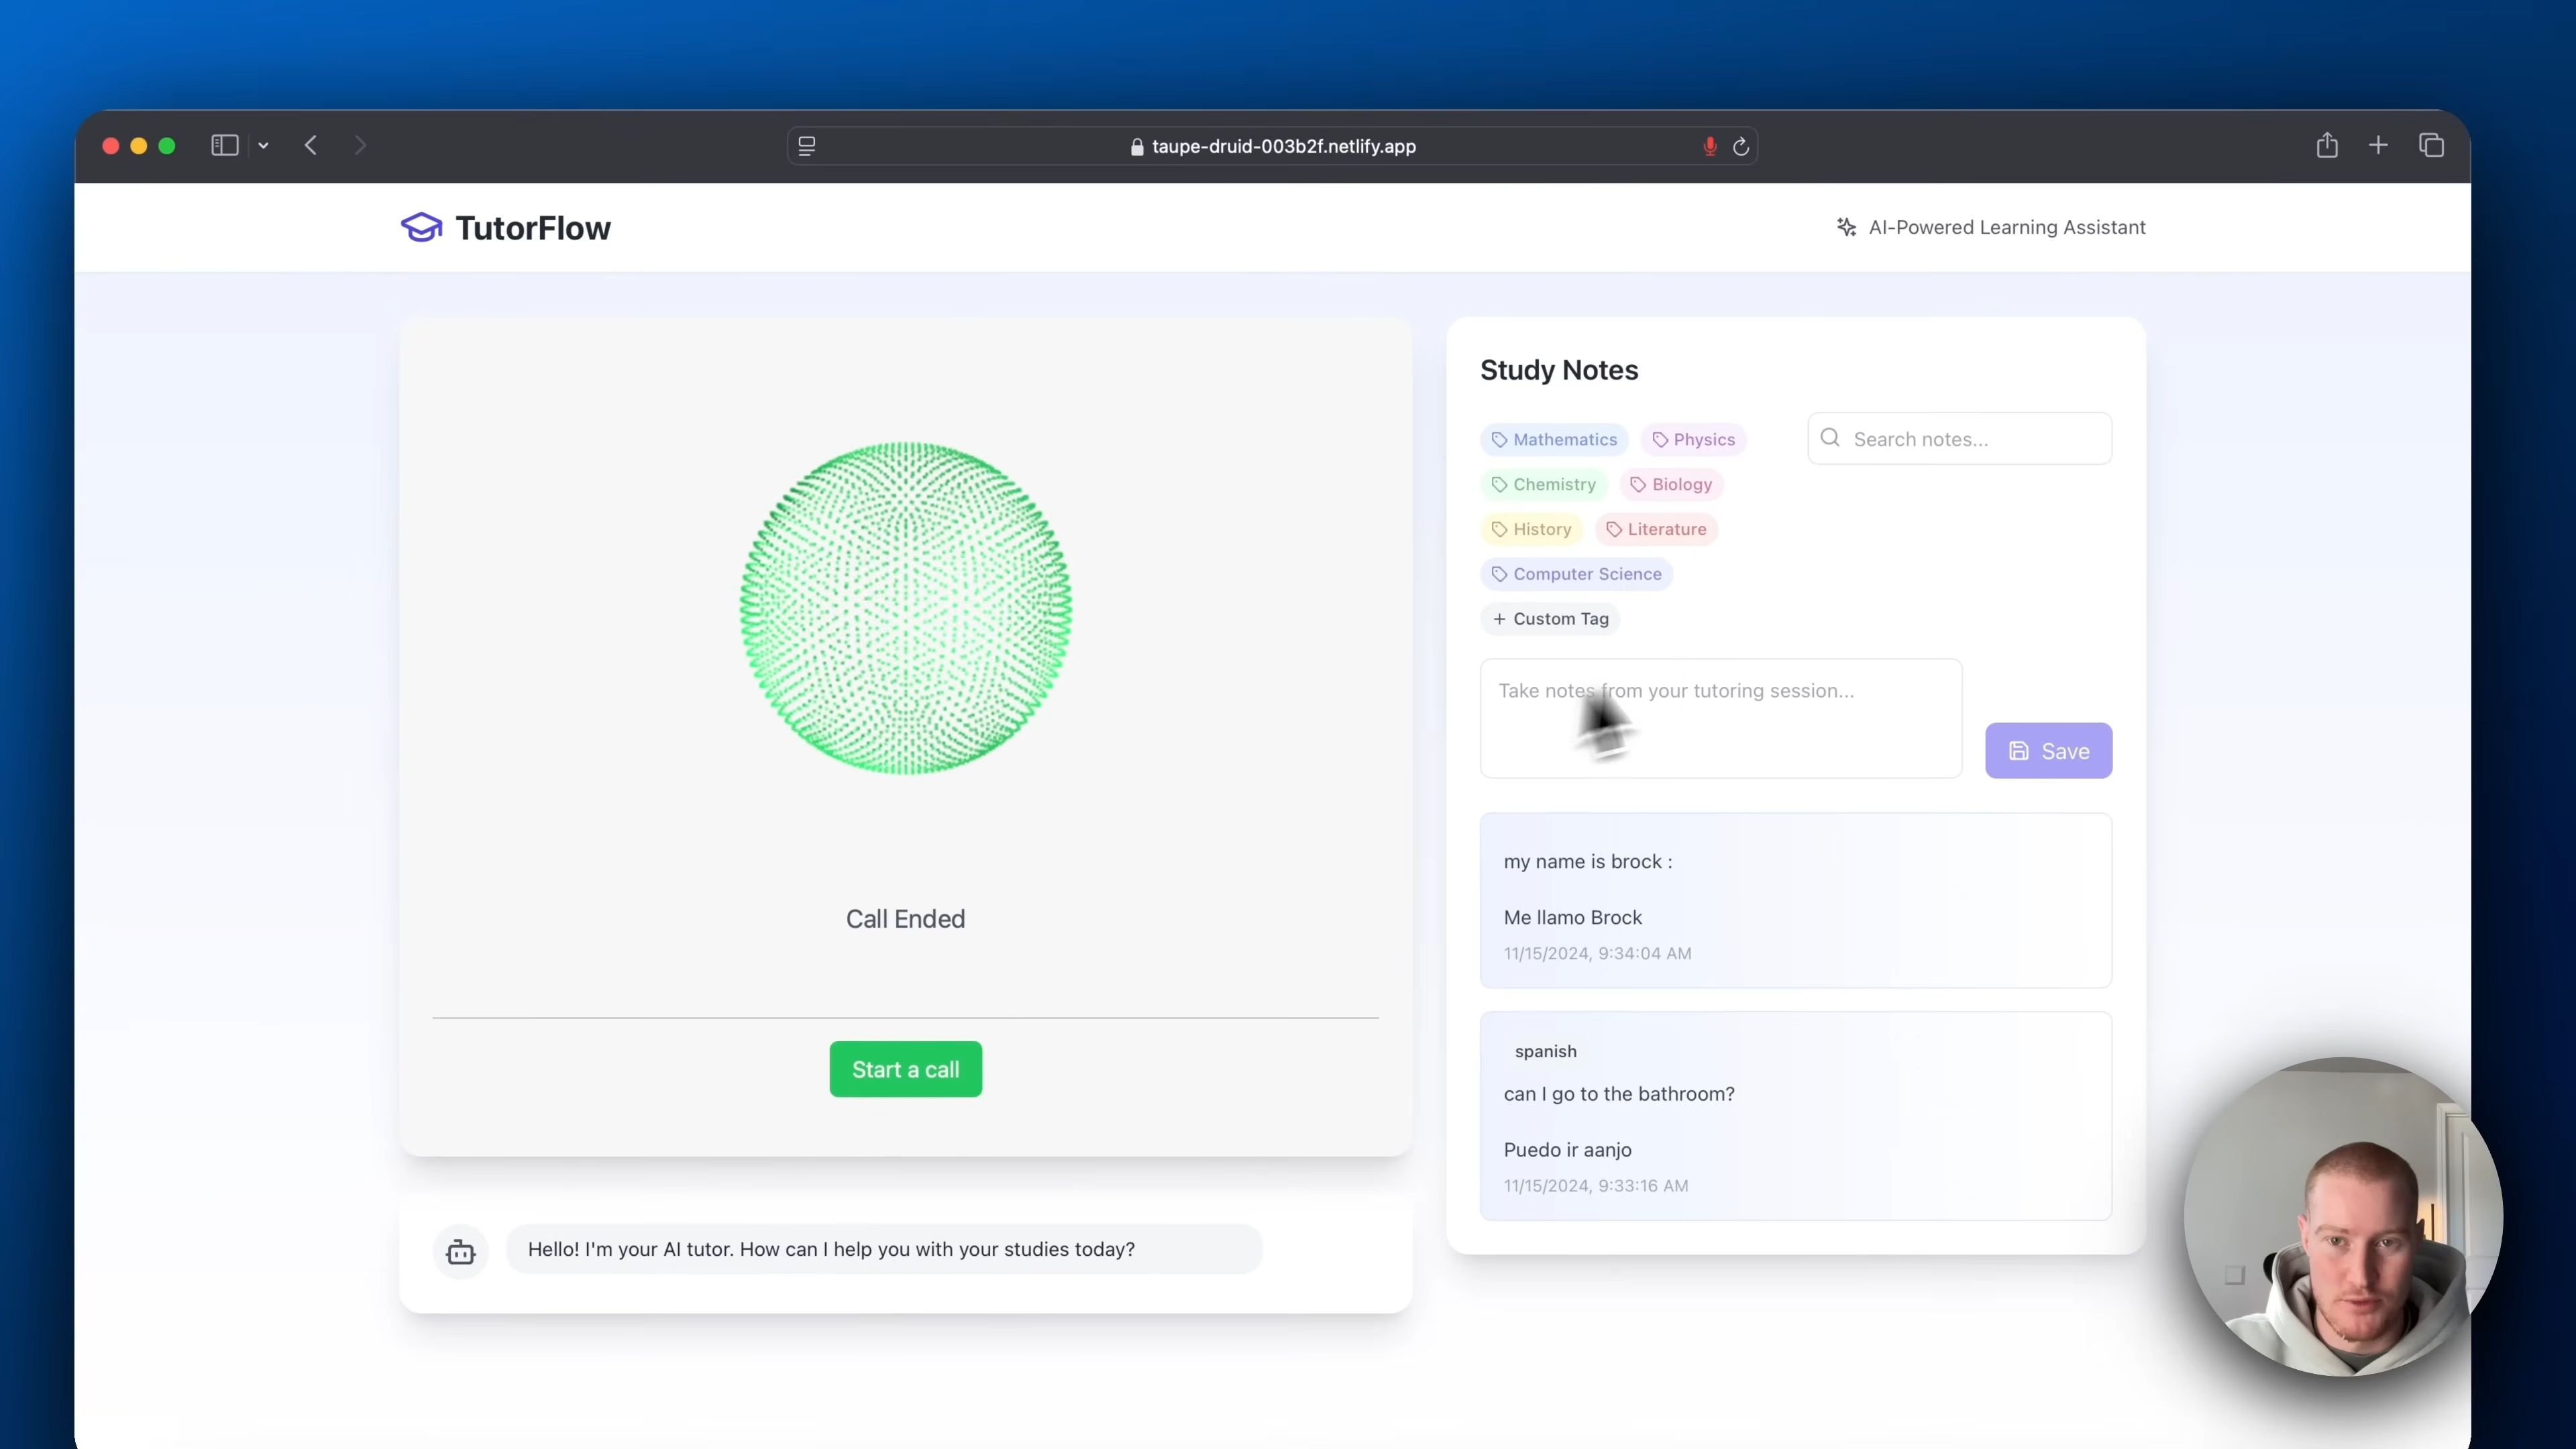 taupe-druid-003b2f.netlify.app
TutorFlow
AI-Powered Learning Assistant
Call Ended
Start a call
Hello! I'm your AI tutor. How can I help you with your studies today?
Study Notes
Mathematics
Physics
Search notes...
Chemistry
Biology
History
Literature
Computer Science
+ Custom Tag
Take notes from your tutoring session...
Save
my name is brock :
Me llamo Brock
11/15/2024, 9:34:04 AM
spanish
can I go to the bathroom?
Puedo ir aanjo
11/15/2024, 9:33:16 AM